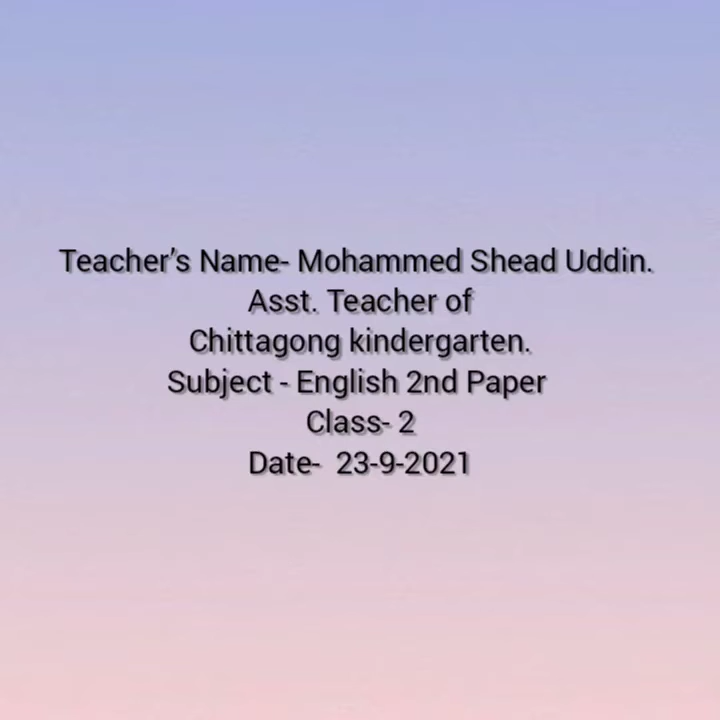 Teacher’s Name- Mohammed Shead Uddin.
Asst. Teacher of
Chittagong kindergarten.
Subject - English 2nd Paper
Class- 2
Date-  23-9-2021